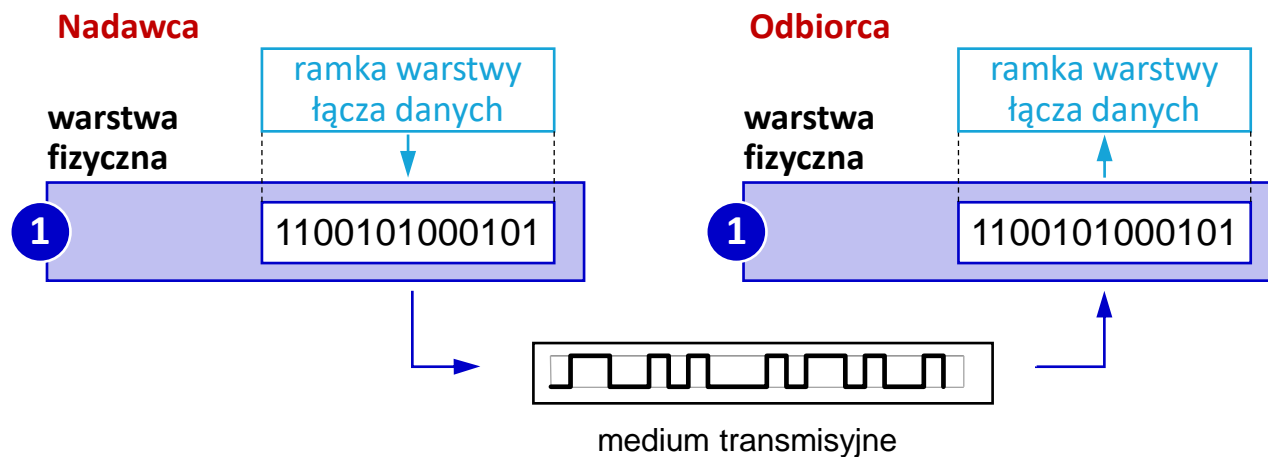 Nadawca
ramka warstwy
łącza danych
warstwa
fizyczna
1
1100101000101
Odbiorca
ramka warstwy
łącza danych
warstwa
fizyczna
1
1100101000101
medium transmisyjne